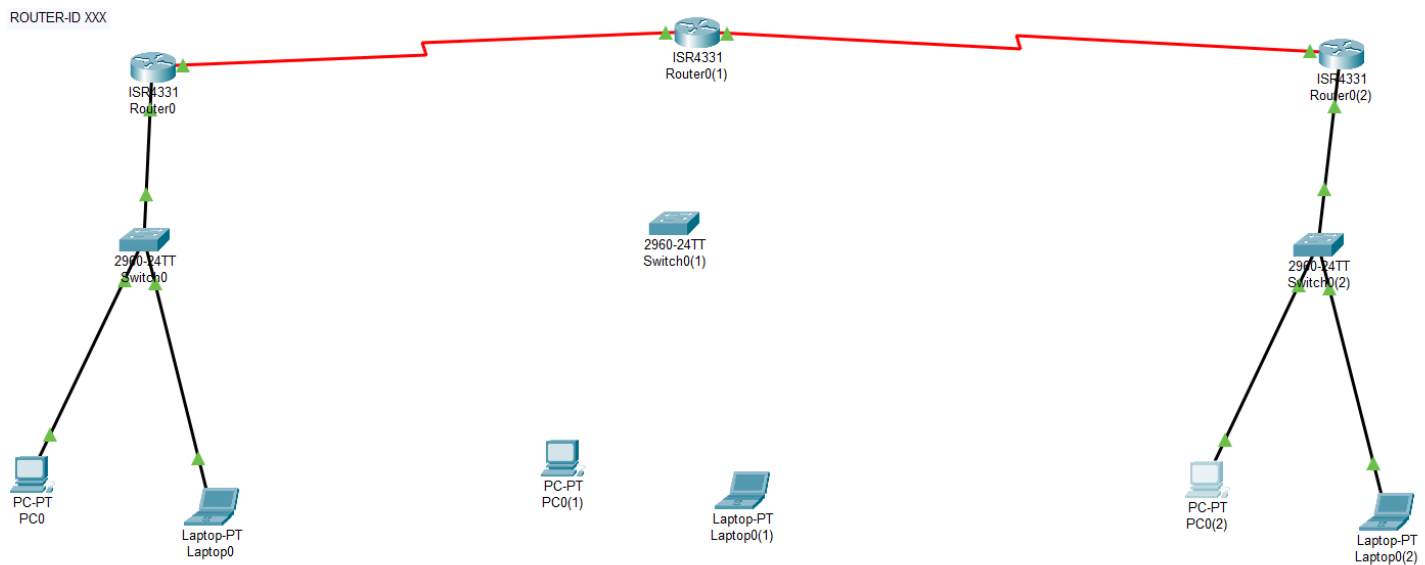 ROUTER-ID XXX
ISR4331
Router0
ISR4331
Router0(1)
ISR4331
Router0(2)
2960-24TT
Switch0
2960-24TT
Switch0(1)
2960-24TT
Switch0(2)
PC-PT
PC0
Laptop-PT
Laptop0
PC-PT
PC0(1)
Laptop-PT
Laptop0(1)
PC-PT
PC0(2)
Laptop-PT
Laptop0(2)